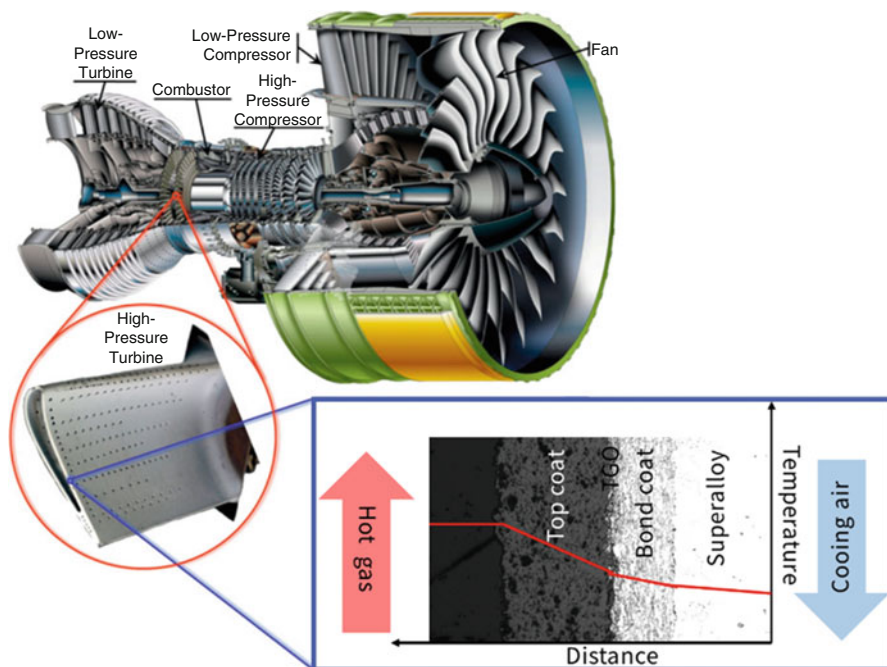 Low-
Pressure
Turbine
Combustor
Low-Pressure
Compressor
High-
Pressure
Compressor
Fan
High-
Pressure
Turbine
Hot gas
Top coat
TGO
Bond coat
Superalloy
Temperature
Cooing air
Distance